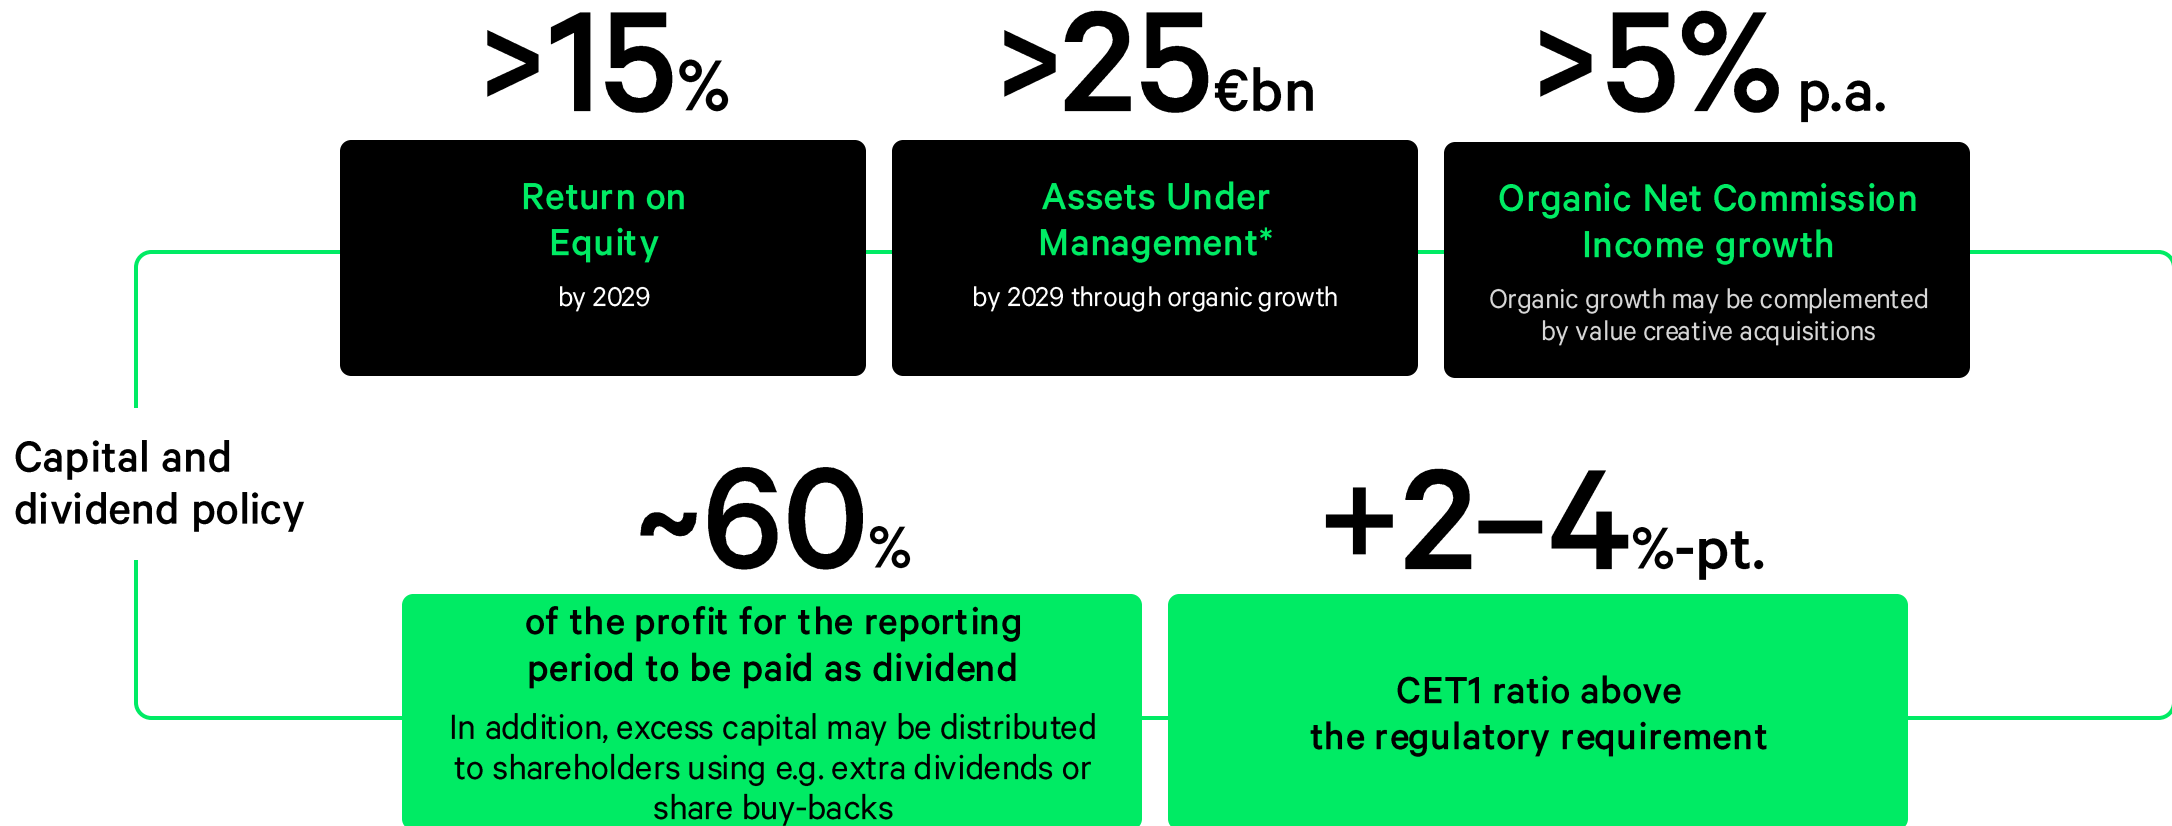 >15%
Return on
Equity
by 2029
>25€bn
Assets Under
Management*
by 2029 through organic growth
>5% p.a.
Organic Net Commission
Income growth
Organic growth may be complemented
by value creative acquisitions
Capital and
dividend policy
~60%
of the profit for the reporting
period to be paid as dividend
In addition, excess capital may be distributed
to shareholders using e.g. extra dividends or
share buy-backs
+2–4%-pt.
CET1 ratio above
the regulatory requirement